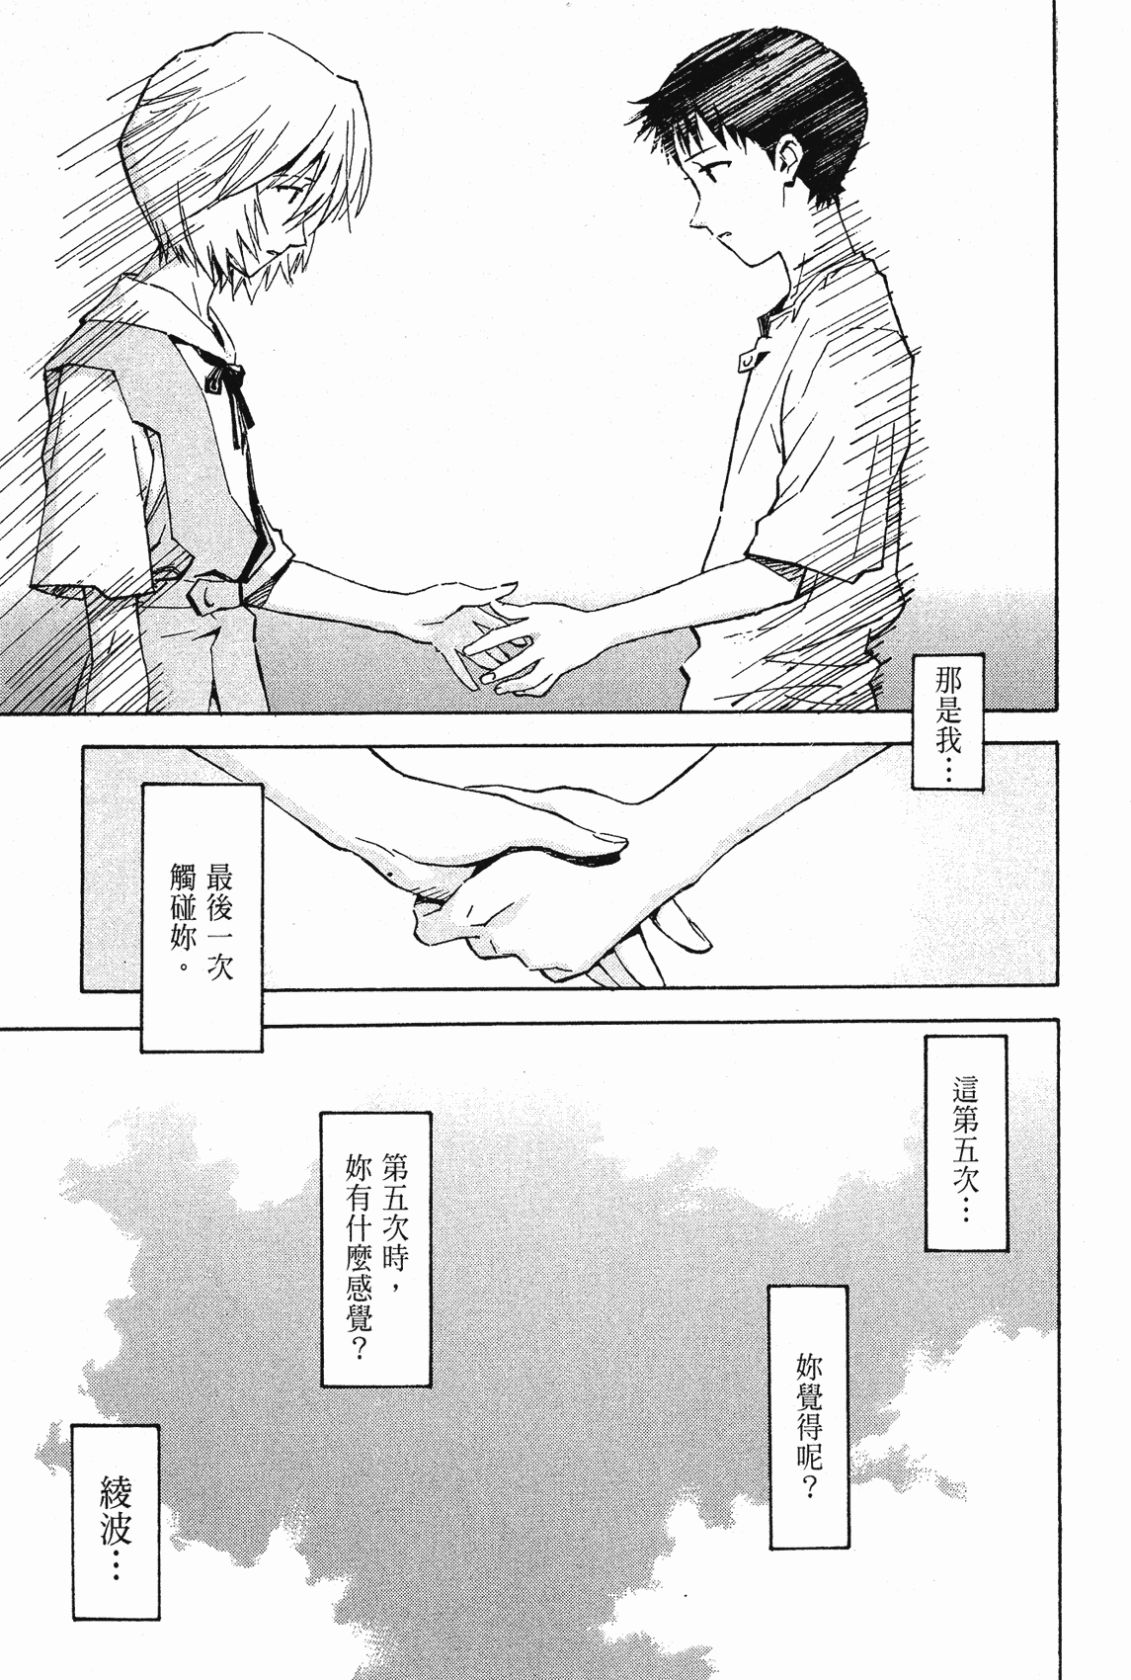 那是我…
最後一次
觸碰妳。
這第五次…
妳覺得呢？
第五次時，
妳有什麼感覺？
綾波…